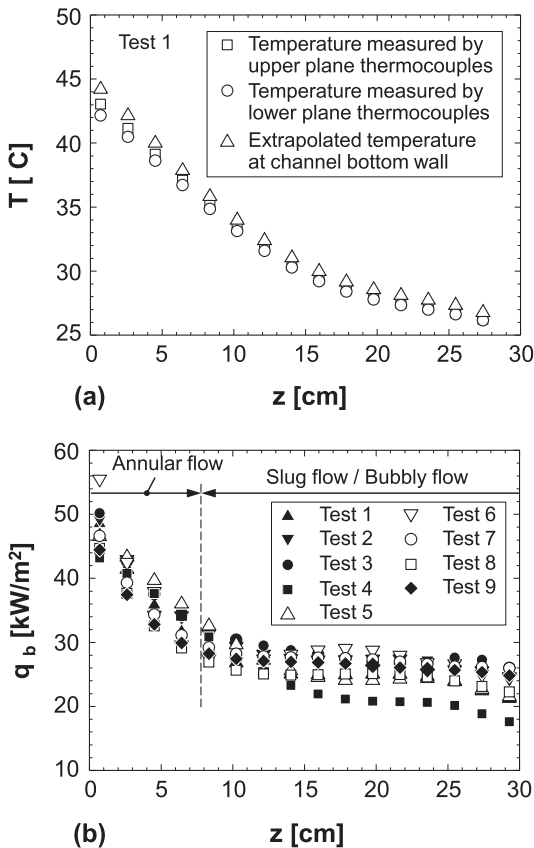 50
45
40
35
30
25
T [ C]
Test 1
Temperature measured by
upper plane thermocouples
Temperature measured by
lower plane thermocouples
Extrapolated temperature
at channel bottom wall
0 5 10 15 20 25 30
(a) z [cm]
60
50
40
30
20
10
q_b [kW/m²]
Annular flow
Slug flow / Bubbly flow
Test 1 Test 6
Test 2 Test 7
Test 3 Test 8
Test 4 Test 9
Test 5
0 5 10 15 20 25 30
(b) z [cm]